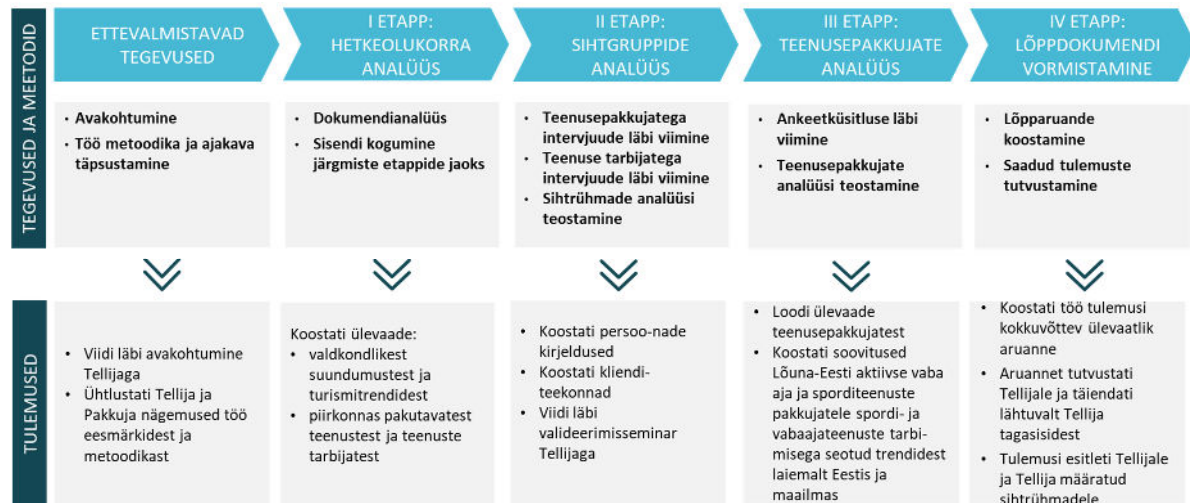 TEGEVUSED JA MEETODID
ETTEVALMISTAVAD
TEGEVUSED
I ETAPP:
HETKEOLUKORRA
ANALÜÜS
II ETAPP:
SIHTGRUPPIDE
ANALÜÜS
III ETAPP:
TEENUSEPAKKUJATE
ANALÜÜS
IV ETAPP:
LÕPPDOKUMENDI
VORMISTAMINE
• Avakohtumine
• Töö metoodika ja ajakava
täpsustamine
• Dokumendianalüüs
• Sisendi kogumine
järgmiste etappide jaoks
• Teenusepakkujatega
intervjuude läbi viimine
• Teenuse tarbijatega
intervjuude läbi viimine
• Sihtrühmade analüüsi
teostamine
• Ankeetküsitluse läbi
viimine
• Teenusepakkujate
analüüsi teostamine
• Lõpparuande
koostamine
• Saadud tulemuste
tutvustamine
TULEMUSED
• Viidi läbi avakohtumine
Tellijaga
• Ühtlustati Tellija ja
Pakkuja nägemused töö
eesmärkidest ja
metoodikast
Koostati ülevaade:
• valdkondlikest
suundumustest ja
turismitrendidest
• piirkonnas pakutavatest
teenustest ja teenuste
tarbijatest
• Koostati persoo-nade
kirjeldused
• Koostati kliendi-
teekonnad
• Viidi läbi
valideerimisseminar
Tellijaga
• Loodi ülevaade
teenusepakkujatest
• Koostati soovitused
Lõuna-Eesti aktiivse vaba
aja ja sporditeenuste
pakkujatele spordi- ja
vabaajateenuste tarbi-
misega seotud trendidest
laiemalt Eestis ja
maailmas
• Koostati töö tulemusi
kokkuvõttev ülevaatlik
aruanne
• Aruannet tutvustati
Tellijale ja täiendati
lähtuvalt Tellija
tagasisidest
• Tulemusi esitleti Tellijale
ja Tellija määratud
sihtrühmadele